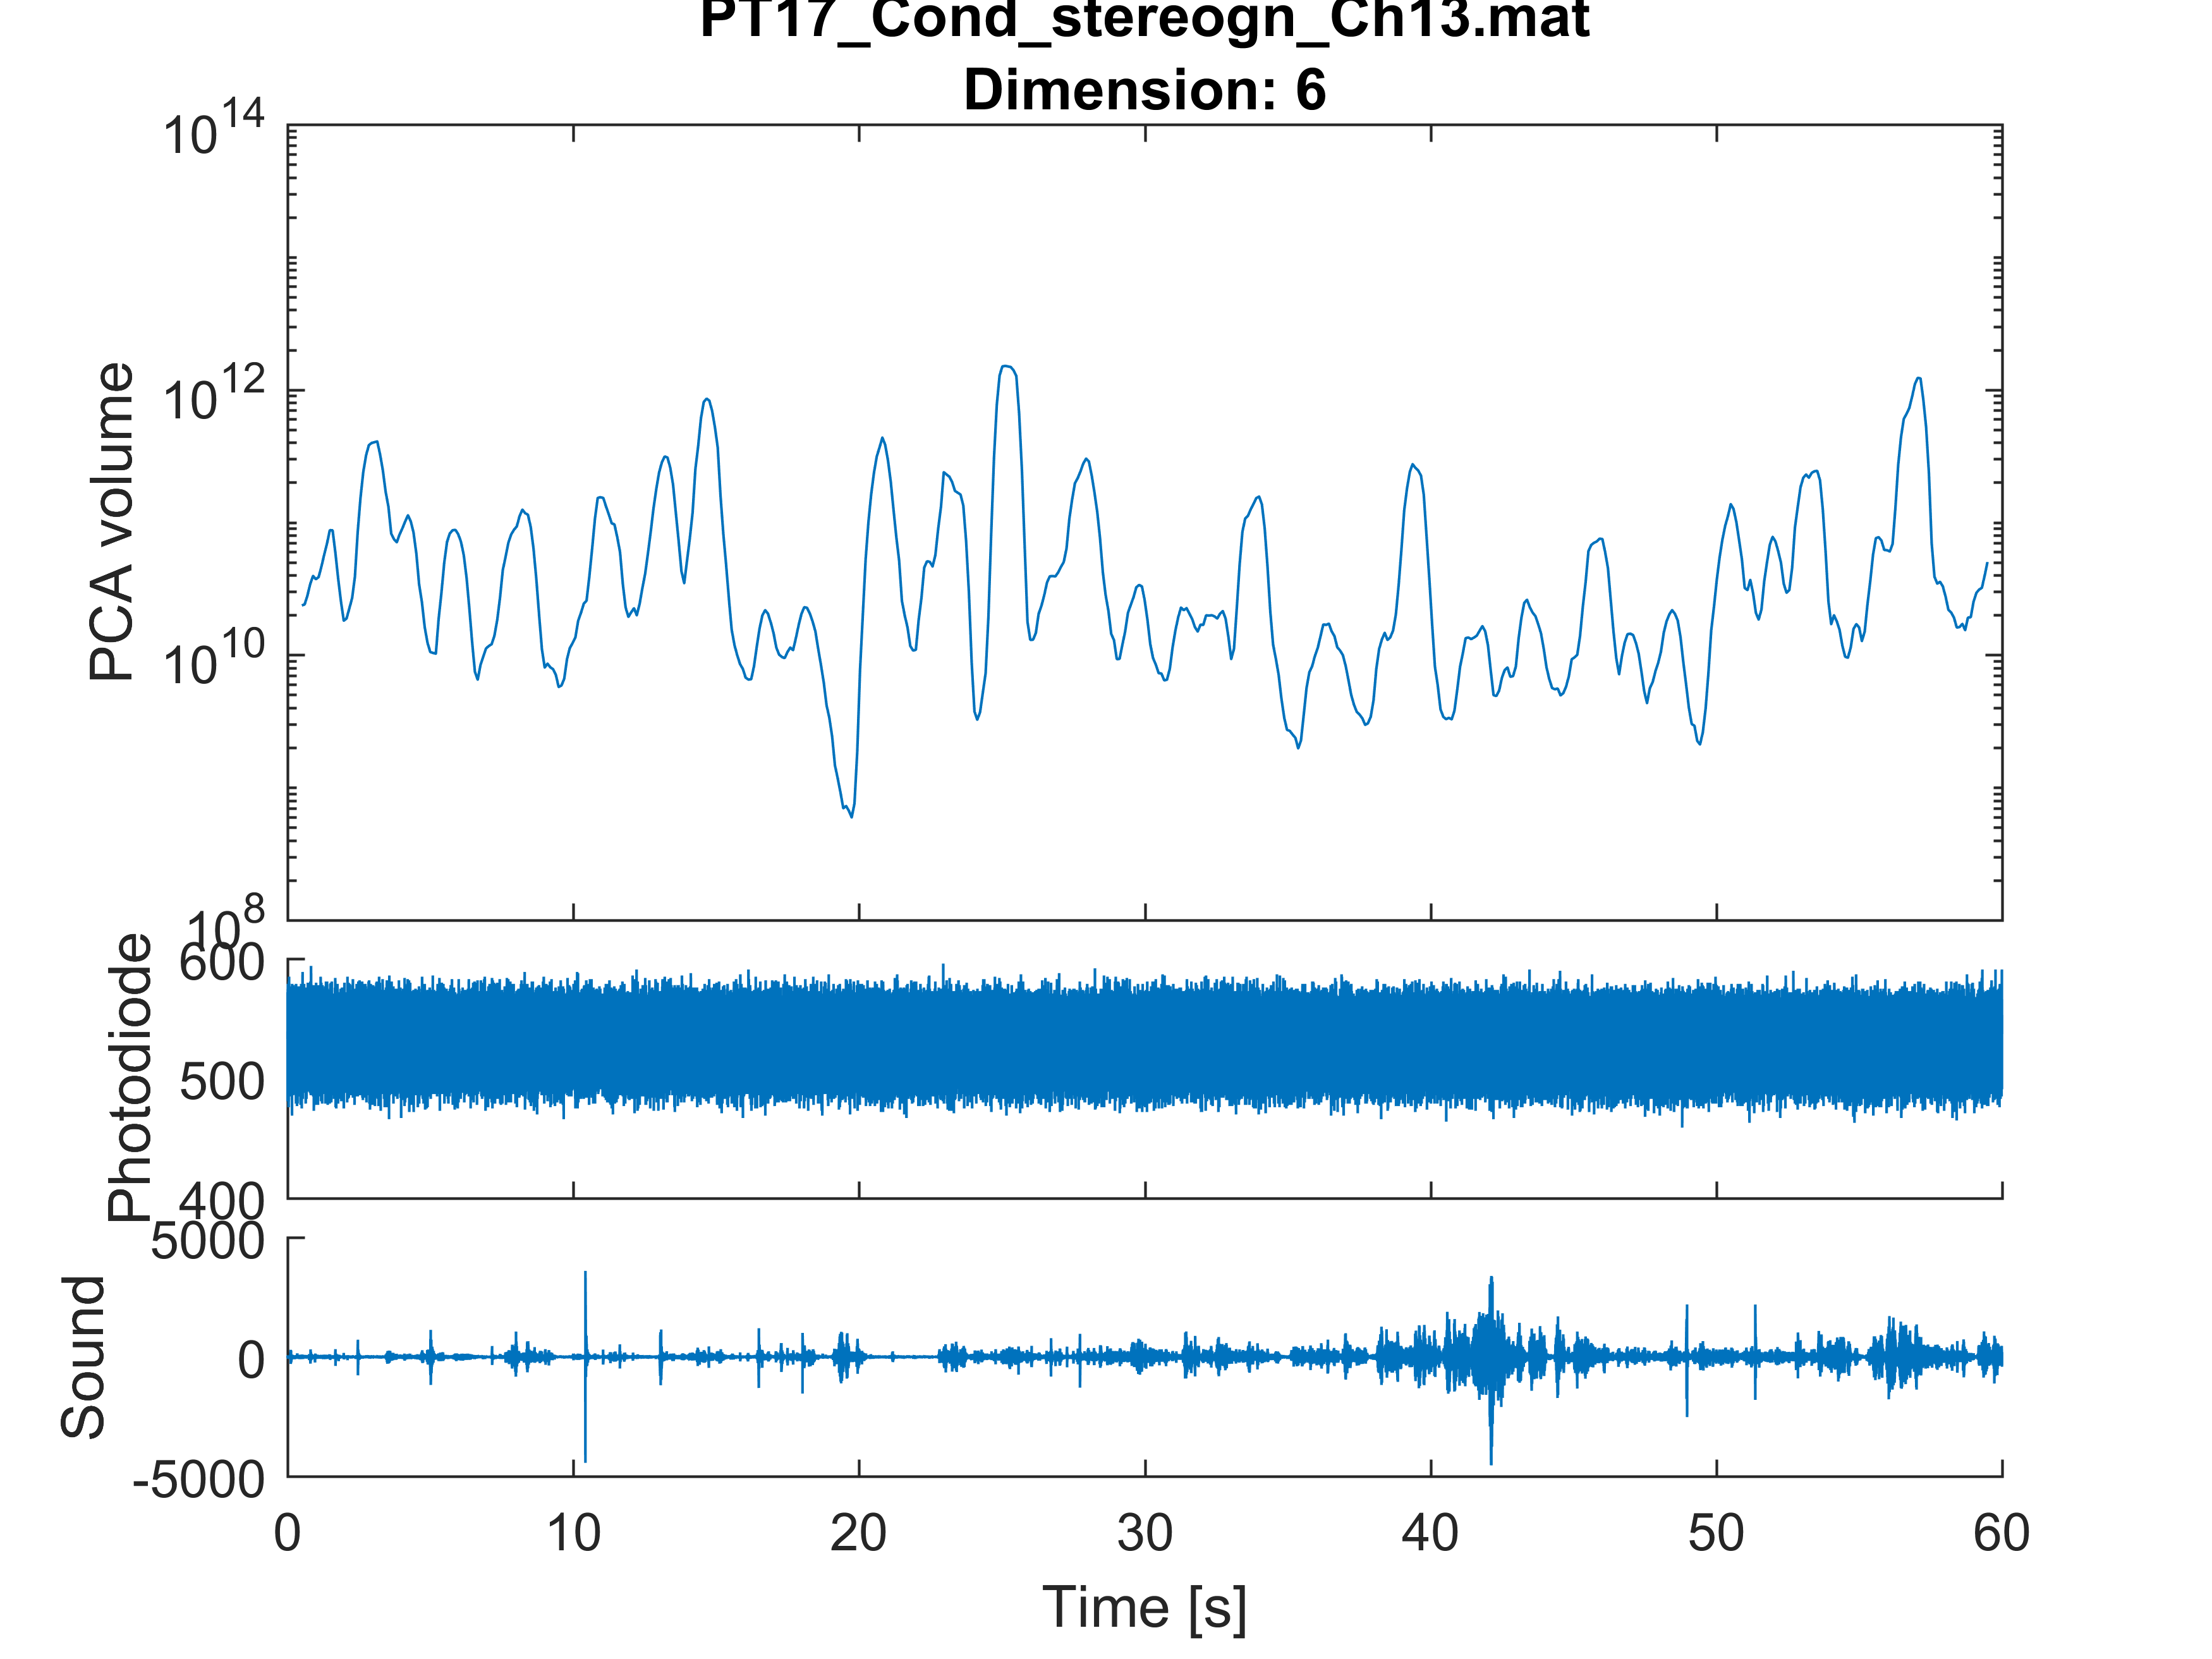 PT17_Cond_stereogn_Ch13.mat
Dimension: 6
PCA volume
10^14
10^12
10^10
10^8
Photodiode
600
500
400
Sound
5000
0
-5000
0 10 20 30 40 50 60
Time [s]